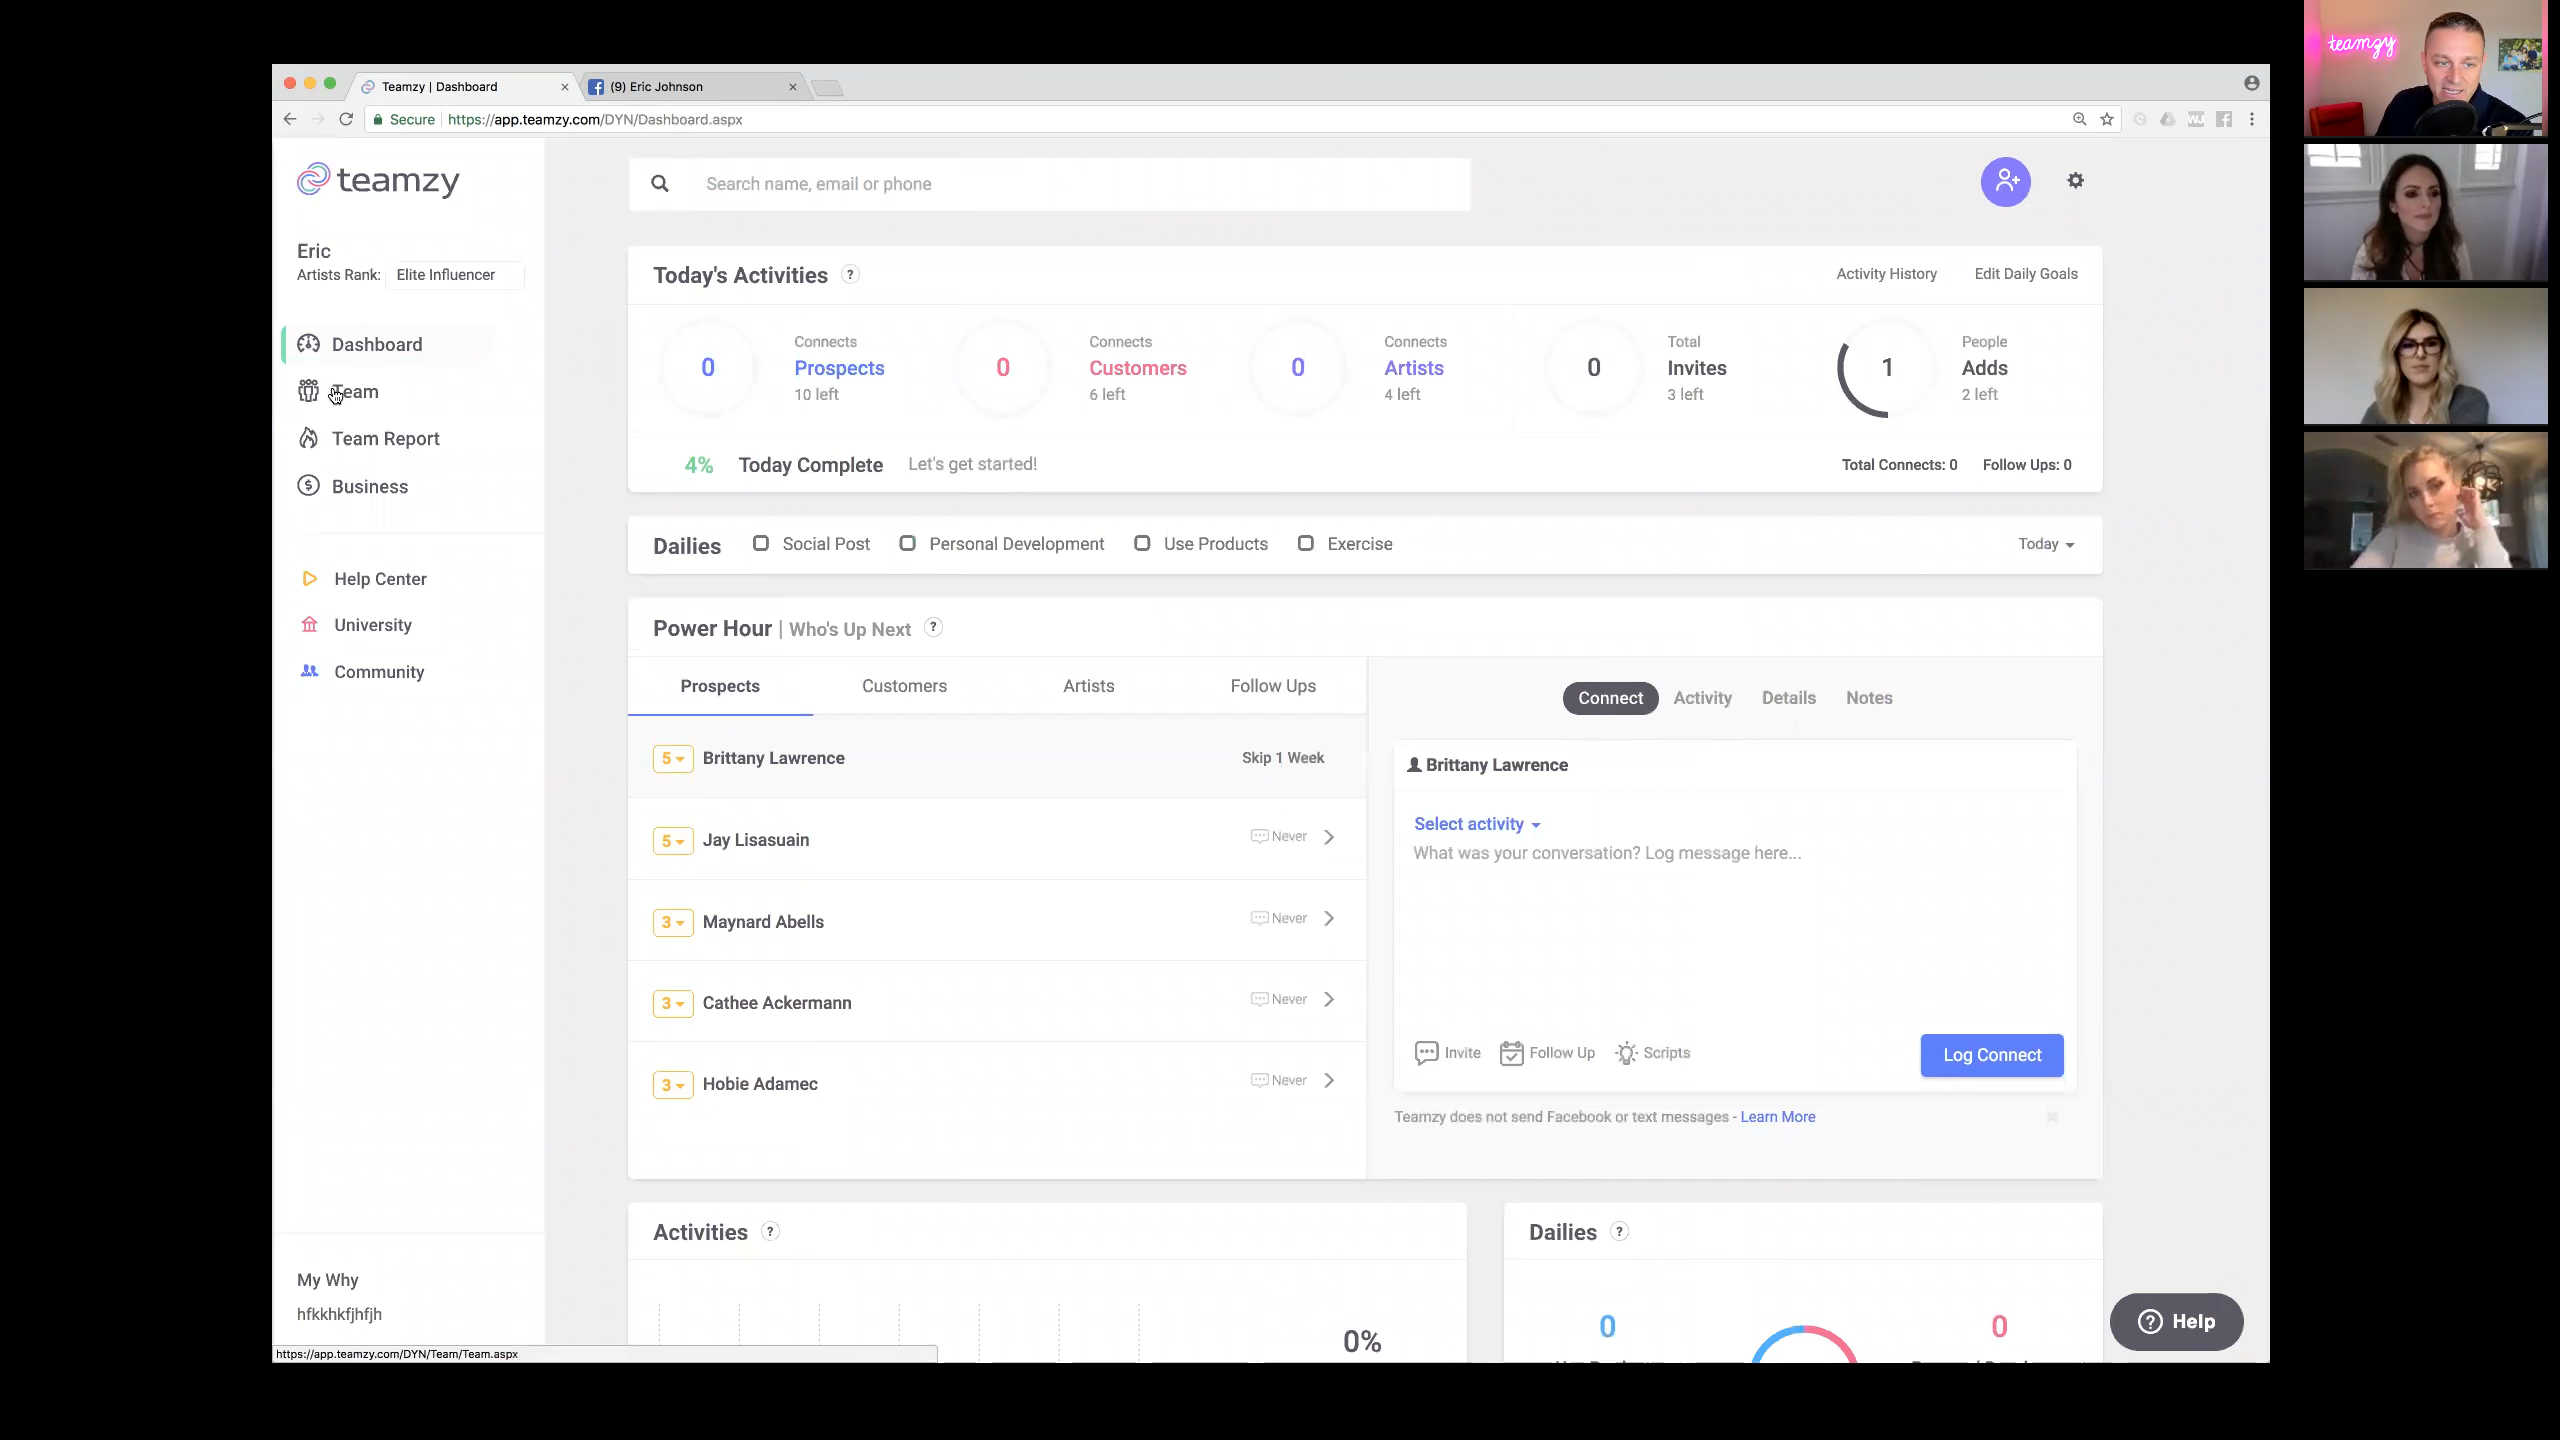 Teamzy | Dashboard
(9) Eric Johnson
Secure
https://app.teamzy.com/DYN/Dashboard.aspx
teamzy
teamzy
Search name, email or phone
Eric
Artists Rank: Elite Influencer
Dashboard
Team
Team Report
Business
Help Center
University
Community
Today's Activities ?
Activity History
Edit Daily Goals
0
Connects
Prospects
10 left
0
Connects
Customers
6 left
0
Connects
Artists
4 left
0
Total
Invites
3 left
1
People
Adds
2 left
4% Today Complete Let's get started!
Total Connects: 0 Follow Ups: 0
Dailies Social Post Personal Development Use Products Exercise Today
Power Hour | Who's Up Next ?
Prospects Customers Artists Follow Ups
5 Brittany Lawrence Skip 1 Week
5 Jay Lisasuain Never
3 Maynard Abells Never
3 Cathee Ackermann Never
3 Hobie Adamec Never
Connect Activity Details Notes
Brittany Lawrence
Select activity
What was your conversation? Log message here...
Invite Follow Up Scripts Log Connect
Teamzy does not send Facebook or text messages - Learn More
Activities ?
0%
Dailies ?
0
0
My Why
hfkkhkfjhfjh
? Help
https://app.teamzy.com/DYN/Team/Team.aspx